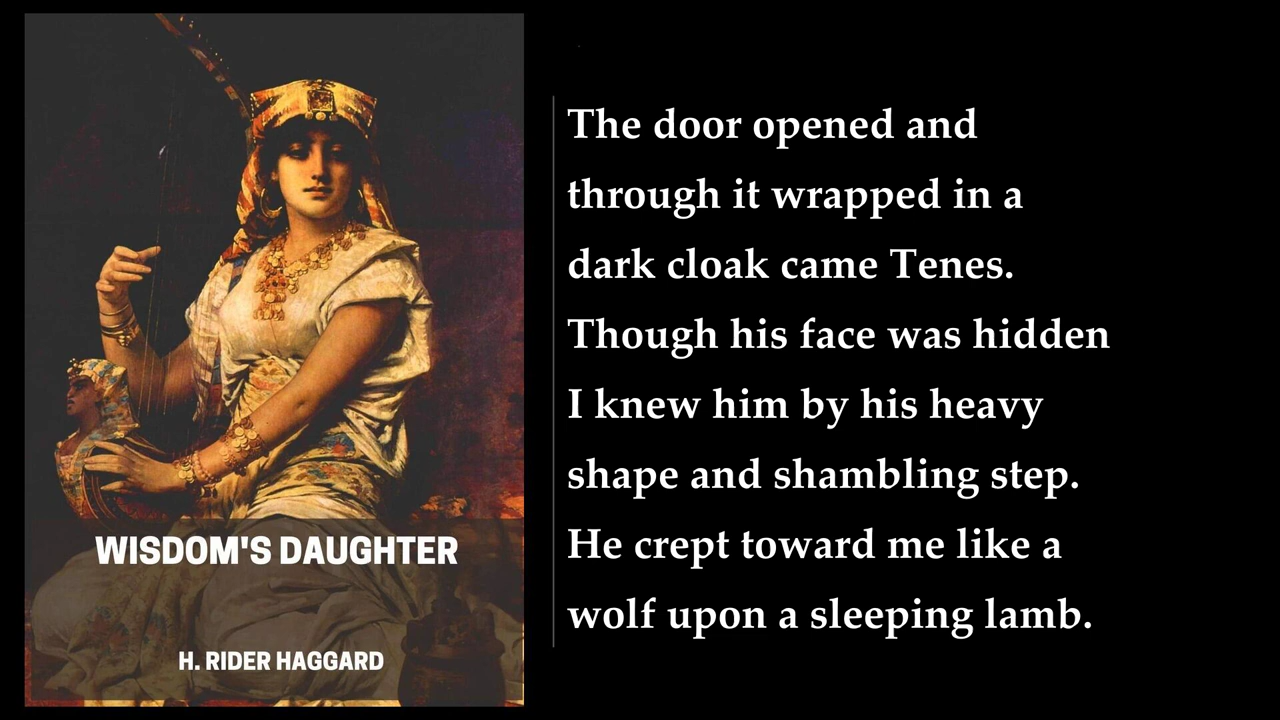 WISDOM'S DAUGHTER
H. RIDER HAGGARD
The door opened and
through it wrapped in a
dark cloak came Tenes.
Though his face was hidden
I knew him by his heavy
shape and shambling step.
He crept toward me like a
wolf upon a sleeping lamb.